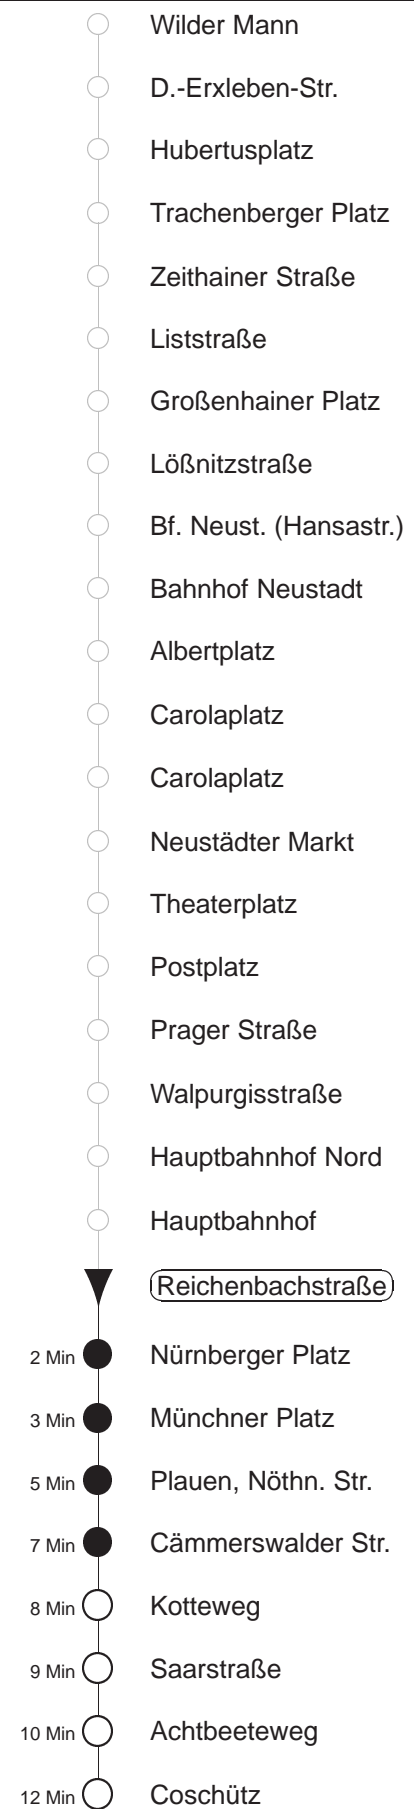 Wilder Mann
D.-Erxleben-Str.
Hubertusplatz
Trachenberger Platz
Zeithainer Straße
Liststraße
Großenhainer Platz
Lößnitzstraße
Bf. Neust. (Hansastr.)
Bahnhof Neustadt
Albertplatz
Carolaplatz
Carolaplatz
Neustädter Markt
Theaterplatz
Postplatz
Prager Straße
Walpurgisstraße
Hauptbahnhof Nord
Hauptbahnhof
Reichenbachstraße
2 Min Nürnberger Platz
3 Min Münchner Platz
5 Min Plauen, Nöthn. Str.
7 Min Cämmerswalder Str.
8 Min Kotteweg
9 Min Saarstraße
10 Min Achtbeeteweg
12 Min Coschütz